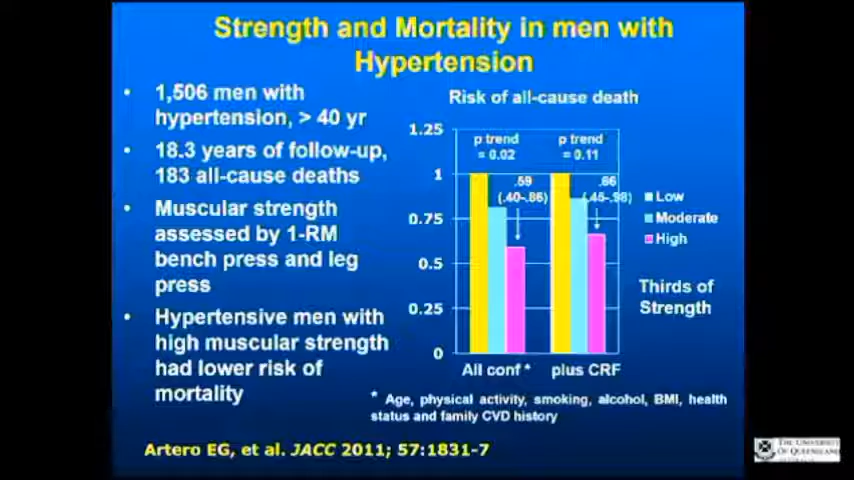 Strength and Mortality in men with
Hypertension
• 1,506 men with
hypertension, > 40 yr
• 18.3 years of follow-up,
183 all-cause deaths
• Muscular strength
assessed by 1-RM
bench press and leg
press
• Hypertensive men with
high muscular strength
had lower risk of
mortality
Risk of all-cause death
1.25
1
0.75
0.5
0.25
0
p trend
= 0.02
p trend
= 0.11
.59
(.40-.86)
.66
(.45-.98)
Low
Moderate
High
Thirds of
Strength
All conf *
plus CRF
* Age, physical activity, smoking, alcohol, BMI, health
status and family CVD history
Artero EG, et al. JACC 2011; 57:1831-7
THE UNIVERSITY
OF QUEENSLAND